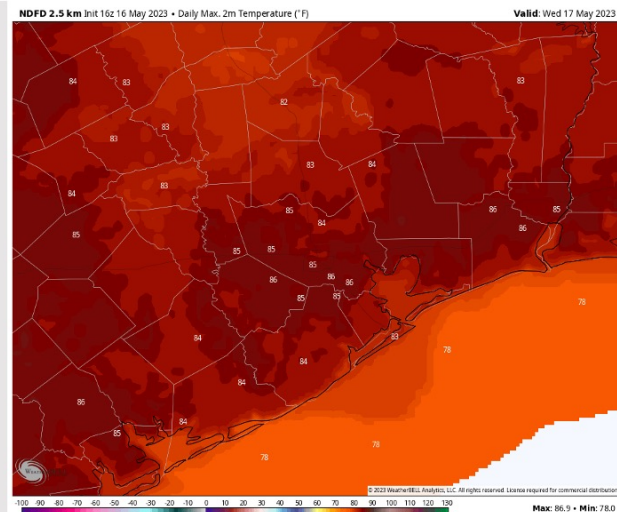 NDFD 2.5 km Init 16z 16 May 2023 • Daily Max. 2m Temperature (°F)
Valid: Wed 17 May 2023
84 83 83
82
83 83
83 84
84 83
85 86 85
84 86
85
85 85
85
86 86 86
85 85
78
84 83
78
84
84
86
84
85
78
78
© 2023 WeatherBELL Analytics, LLC. All rights reserved. License required for commercial distribution
-100 -90 -80 -70 -60 -50 -40 -30 -20 -10 0 10 20 30 40 50 60 70 80 90 100 110 120 130
Max: 86.9 • Min: 78.0